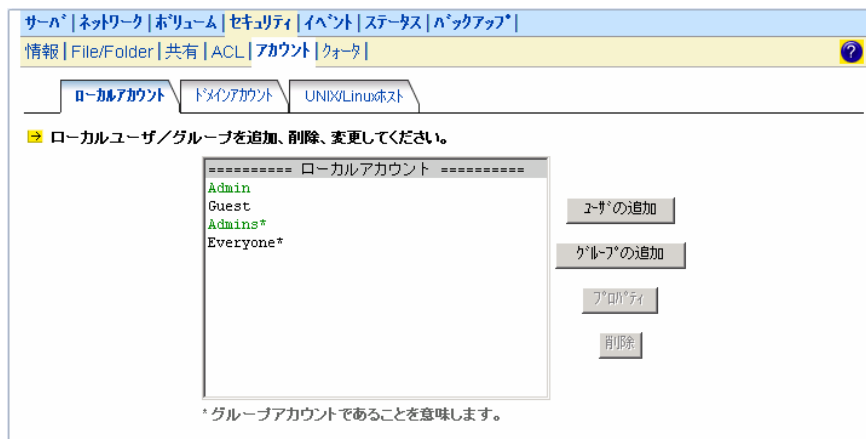 サーバ|ネットワーク|ボリューム|セキュリティ|イベント|ステータス|バックアップ|
情報|File/Folder|共有|ACL|アカウント|クォータ|
?
ローカルアカウント ドメインアカウント UNIX/Linuxホスト
ローカルユーザ/グループを追加、削除、変更してください。
========== ローカルアカウント ==========
Admin
Guest
Admins*
Everyone*
ユーザの追加
グループの追加
プロパティ
削除
*グループアカウントであることを意味します。